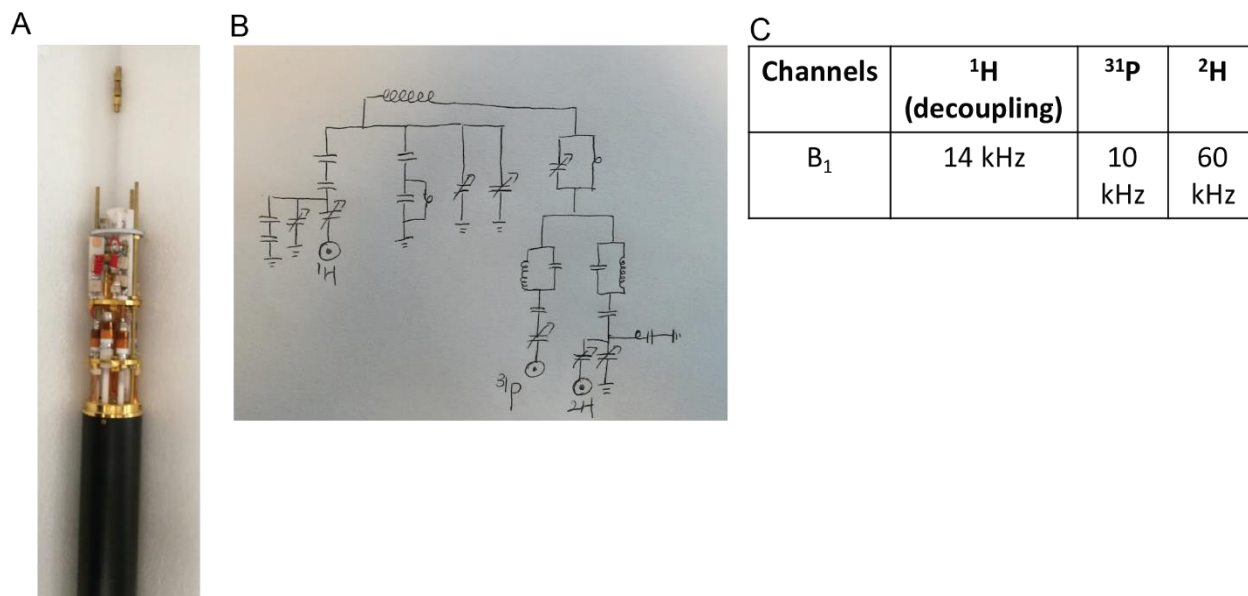 A
B
C
¹H
³¹P
2H
Channels ¹H (decoupling) ³¹P ²H
B₁ 14 kHz 10 kHz 60 kHz